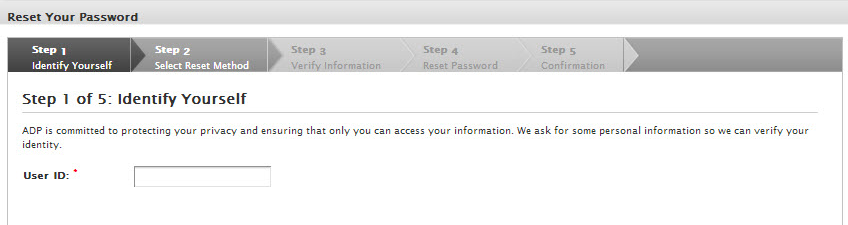 Reset Your Password
Step 1
Identify Yourself
Step 2
Select Reset Method
Step 3
Verify Information
Step 4
Reset Password
Step 5
Confirmation
Step 1 of 5: Identify Yourself
ADP is committed to protecting your privacy and ensuring that only you can access your information. We ask for some personal information so we can verify your
identity.
User ID: *